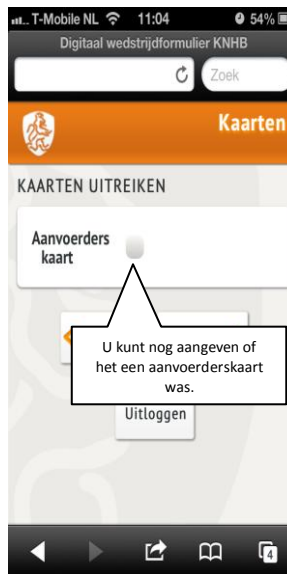 T-Mobile NL 11:04 54%
Digitaal wedstrijdformulier KNHB
Zoek
Kaarten
KAARTEN UITREIKEN
Aanvoerders
kaart
U kunt nog aangeven of
het een aanvoerderskaart
was.
Uitloggen
4